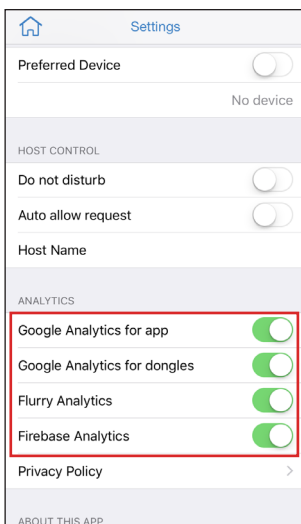 Settings
Preferred Device
No device
HOST CONTROL
Do not disturb
Auto allow request
Host Name
ANALYTICS
Google Analytics for app
Google Analytics for dongles
Flurry Analytics
Firebase Analytics
Privacy Policy
ABOUT THIS APP